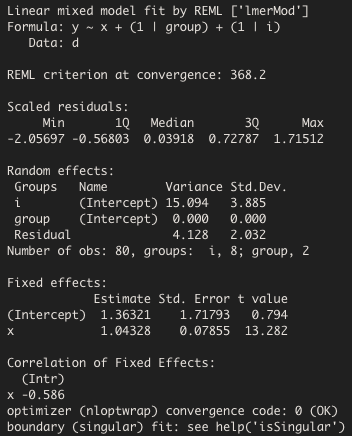 Linear mixed model fit by REML ['lmerMod']
Formula: y ~ x + (1 | group) + (1 | i)
   Data: d

REML criterion at convergence: 368.2

Scaled residuals:
     Min       1Q   Median       3Q      Max
-2.05697 -0.56803  0.03918  0.72787  1.71512

Random effects:
 Groups   Name        Variance Std.Dev.
 i        (Intercept) 15.094   3.885
 group    (Intercept)  0.000   0.000
 Residual              4.128   2.032
Number of obs: 80, groups:  i, 8; group, 2

Fixed effects:
            Estimate Std. Error t value
(Intercept)  1.36321    1.71793   0.794
x            1.04328    0.07855  13.282

Correlation of Fixed Effects:
  (Intr)
x -0.586
optimizer (nloptwrap) convergence code: 0 (OK)
boundary (singular) fit: see help('isSingular')